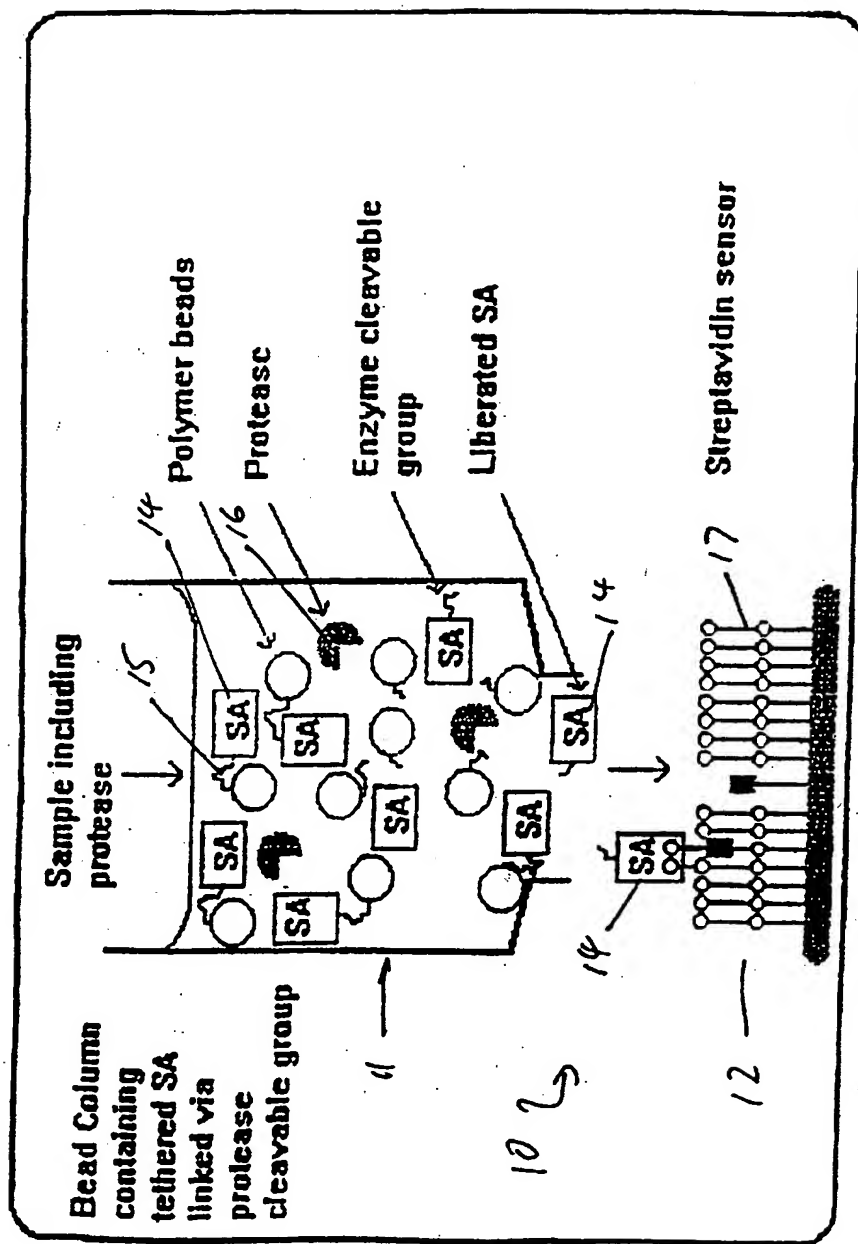 Bead Column
containing
tethered SA
linked via
protease
cleavable group
Sample including
protease
15
14
16
Polymer beads
Protease
Enzyme cleavable
group
Liberated SA
SA
SA
SA
SA
SA
SA
SA
SA
11
10
14
14
SA
12
17
Streptavidin sensor